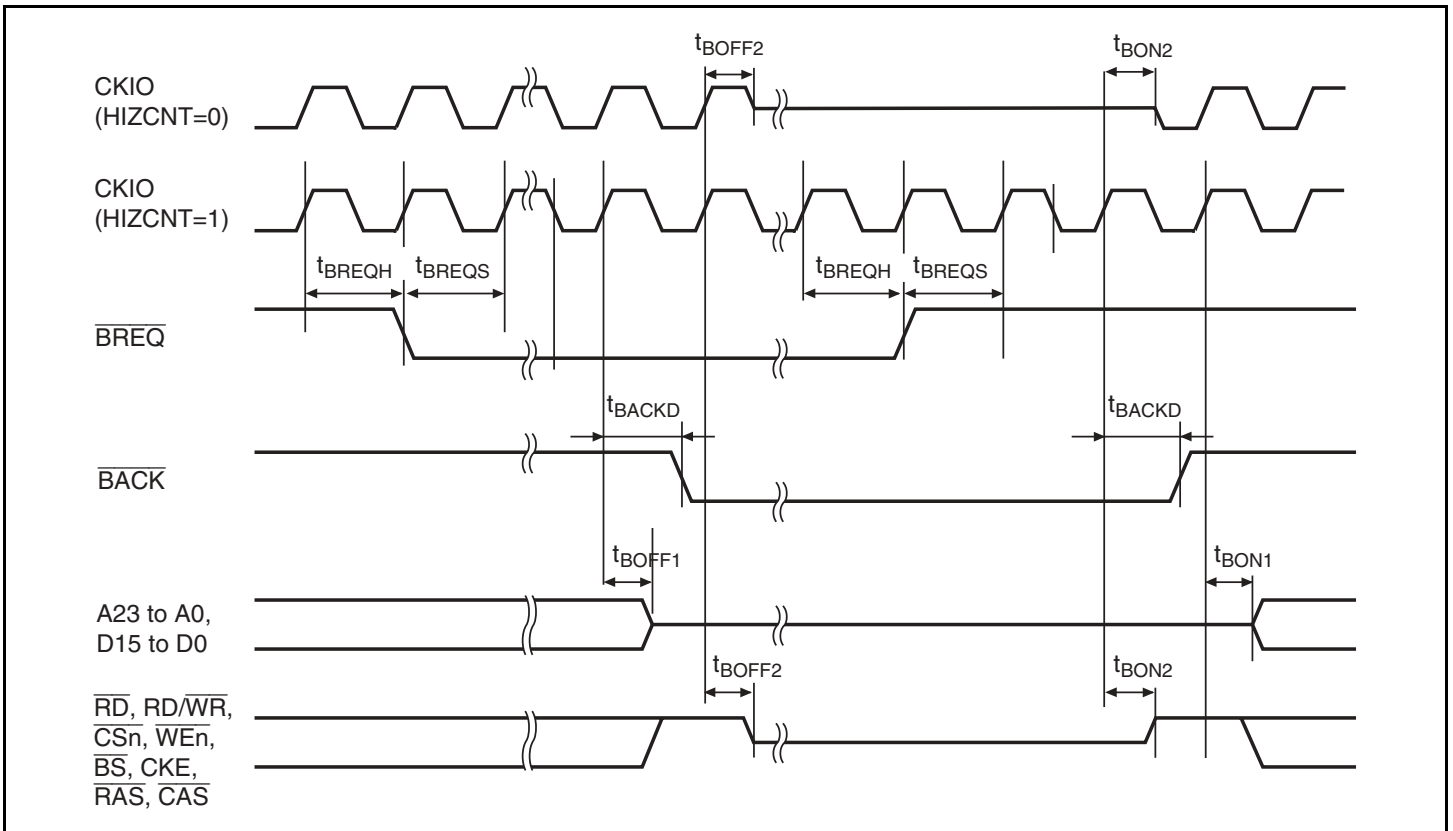 tBOFF2
tBON2
CKIO
(HIZCNT=0)
CKIO
(HIZCNT=1)
tBREQH
tBREQS
tBREQH
tBREQS
BREQ
tBACKD
tBACKD
BACK
tBOFF1
tBON1
A23 to A0,
D15 to D0
tBOFF2
tBON2
RD, RD/WR,
CSn, WEn,
BS, CKE,
RAS, CAS